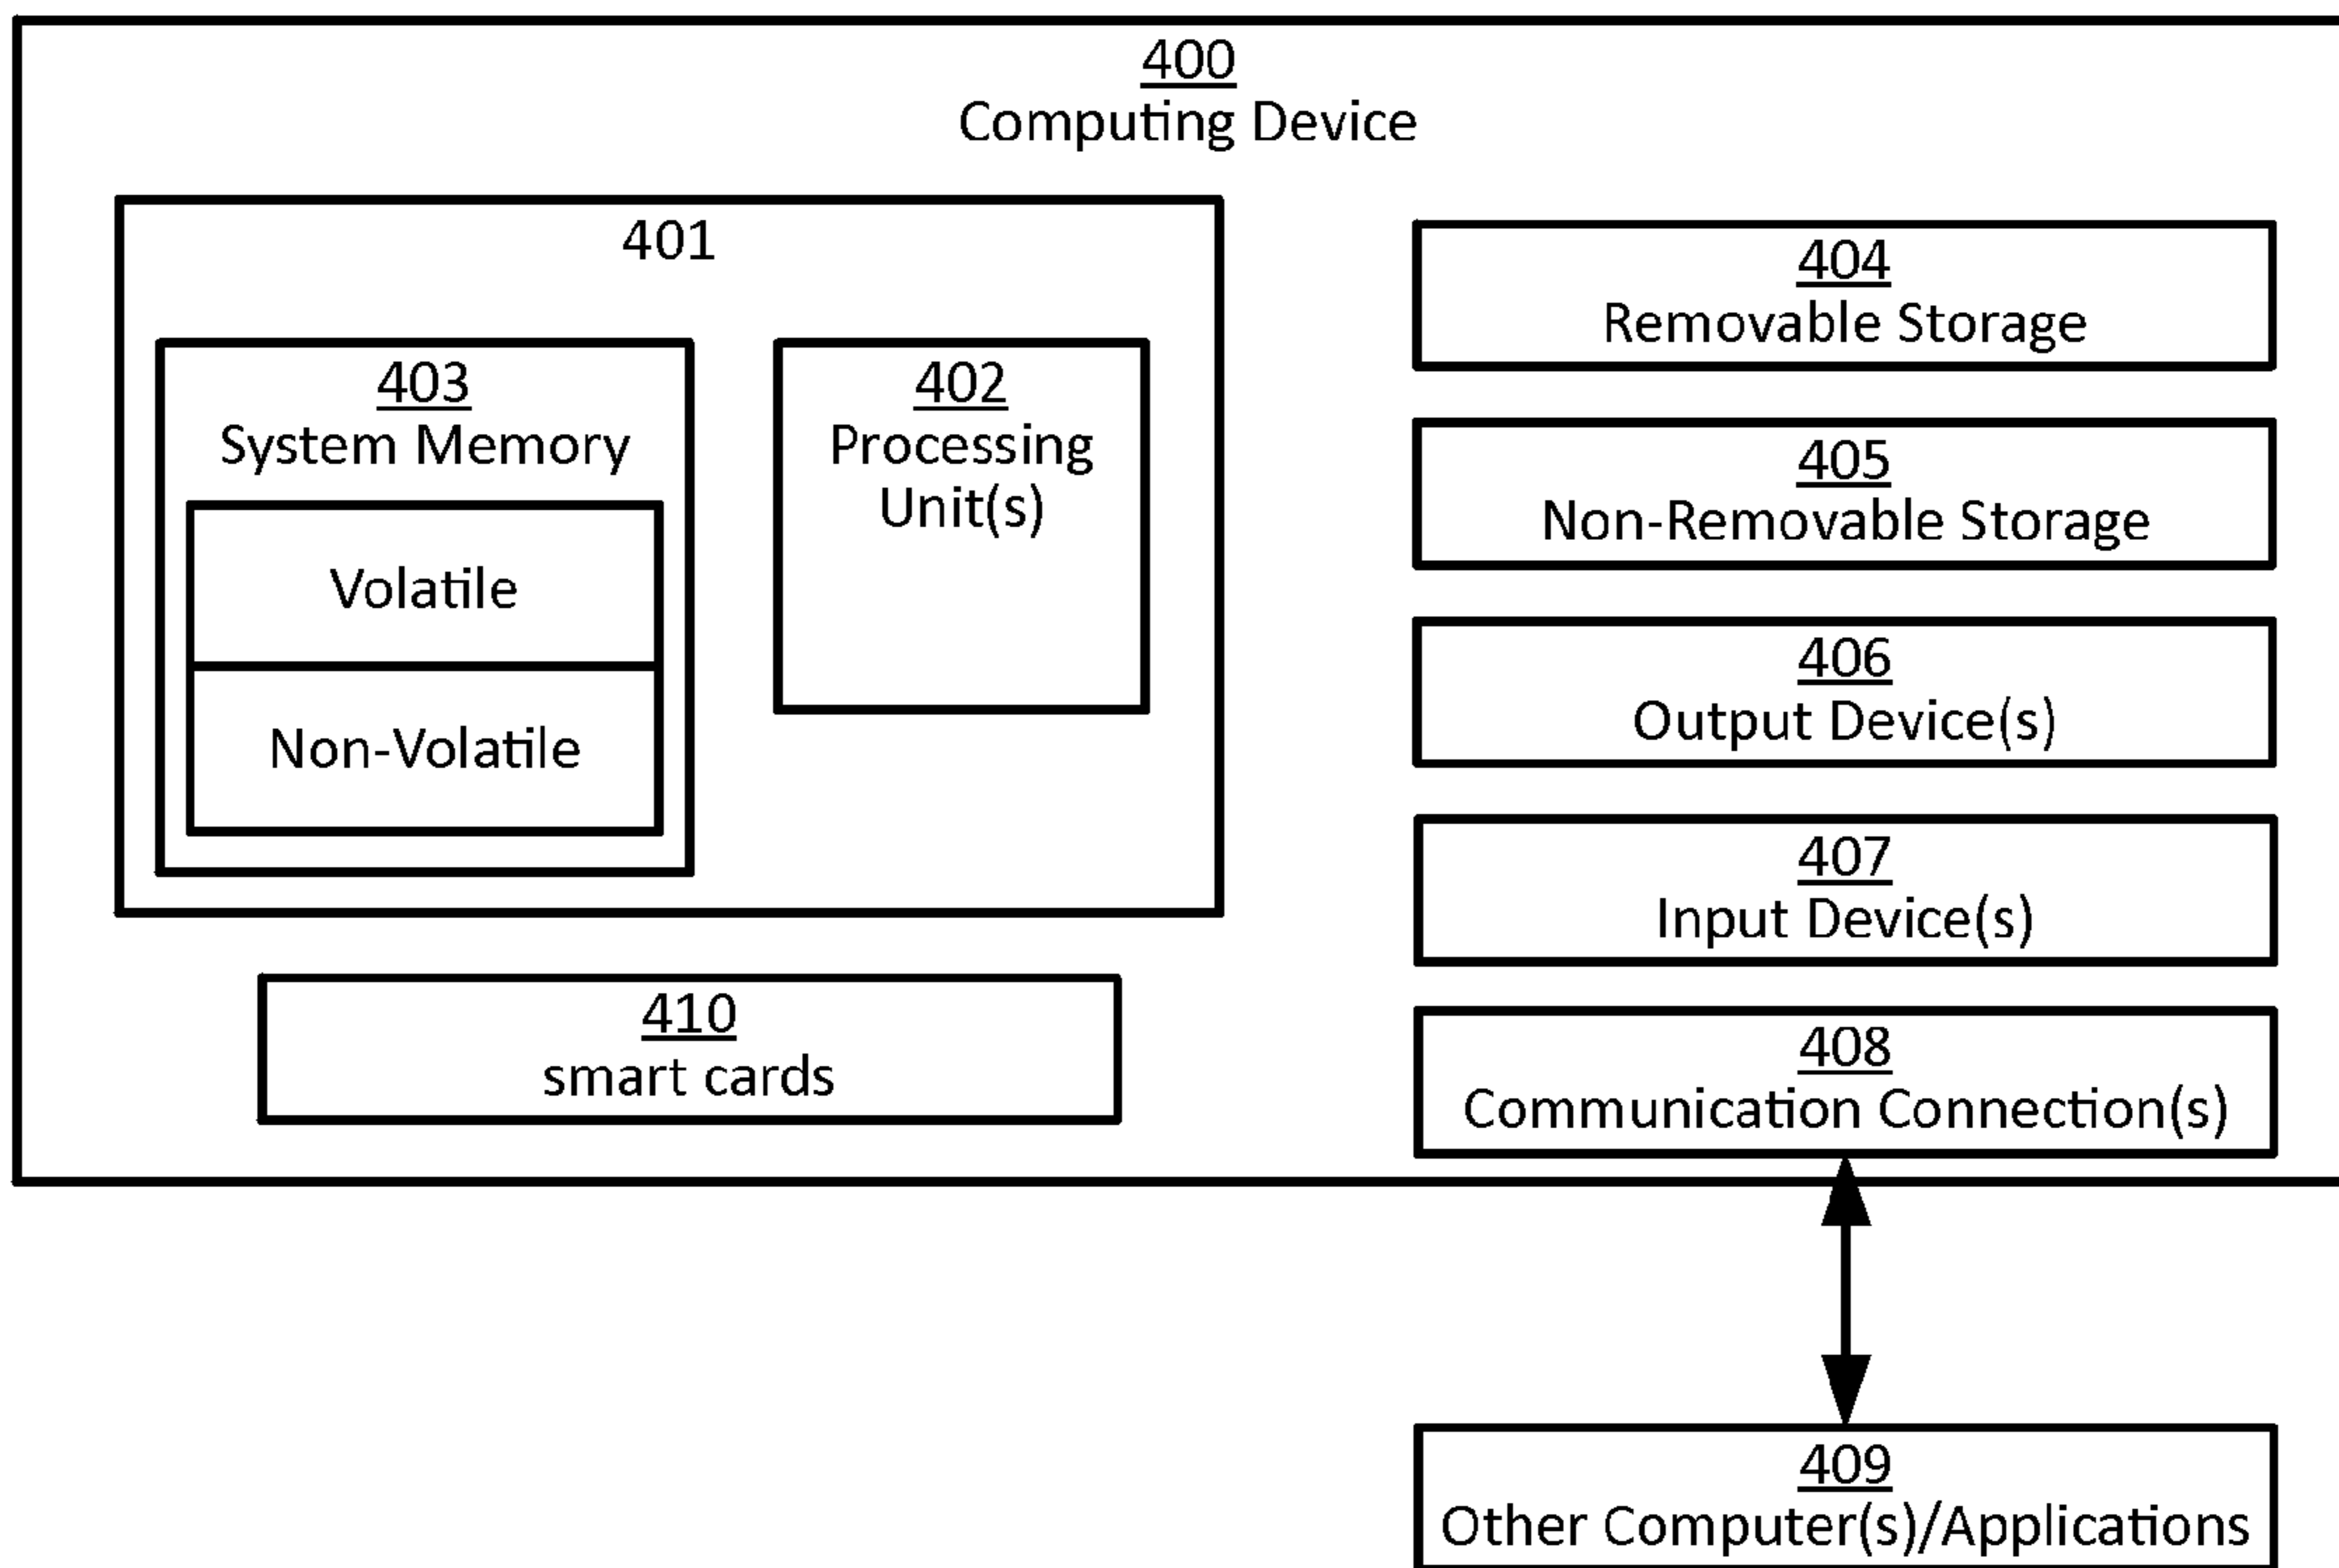 400
Computing Device
401
403
System Memory
Volatile
Non-Volatile
402
Processing
Unit(s)
410
smart cards
404
Removable Storage
405
Non-Removable Storage
406
Output Device(s)
407
Input Device(s)
408
Communication Connection(s)
409
Other Computer(s)/Applications